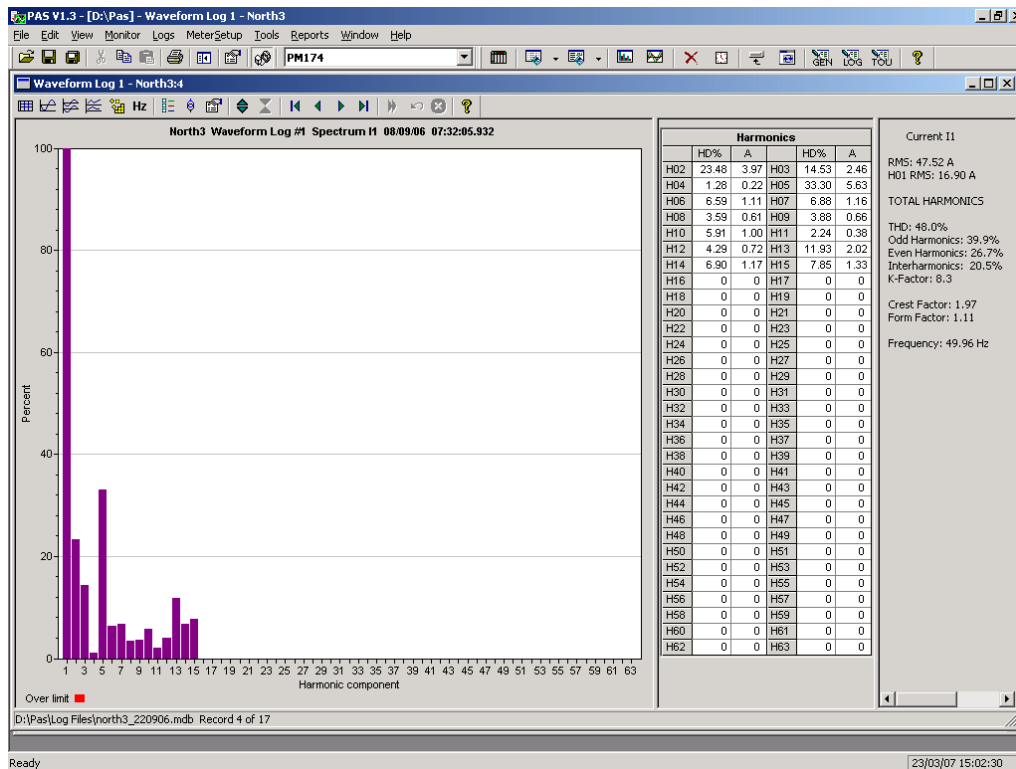 PAS V1.3 - [D:\Pas] - Waveform Log 1 - North3
File Edit View Monitor Logs MeterSetup Tools Reports Window Help
PM174 GEN LOG TOU
Waveform Log 1 - North3:4
Hz
North3 Waveform Log #1 Spectrum I1 08/09/06 07:32:05.932
100
80
60
40
20
0
Percent
1 3 5 7 9 11 13 15 17 19 21 23 25 27 29 31 33 35 37 39 41 43 45 47 49 51 53 55 57 59 61 63
Harmonic component
Over limit
Harmonics
HD% A HD% A
H02 23.48 3.97 H03 14.53 2.46
H04 1.28 0.22 H05 33.30 5.63
H06 6.59 1.11 H07 6.88 1.16
H08 3.59 0.61 H09 3.88 0.66
H10 5.91 1.00 H11 2.24 0.38
H12 4.29 0.72 H13 11.93 2.02
H14 6.90 1.17 H15 7.85 1.33
H16 0 0 H17 0 0
H18 0 0 H19 0 0
H20 0 0 H21 0 0
H22 0 0 H23 0 0
H24 0 0 H25 0 0
H26 0 0 H27 0 0
H28 0 0 H29 0 0
H30 0 0 H31 0 0
H32 0 0 H33 0 0
H34 0 0 H35 0 0
H36 0 0 H37 0 0
H38 0 0 H39 0 0
H40 0 0 H41 0 0
H42 0 0 H43 0 0
H44 0 0 H45 0 0
H46 0 0 H47 0 0
H48 0 0 H49 0 0
H50 0 0 H51 0 0
H52 0 0 H53 0 0
H54 0 0 H55 0 0
H56 0 0 H57 0 0
H58 0 0 H59 0 0
H60 0 0 H61 0 0
H62 0 0 H63 0 0
Current I1
RMS: 47.52 A
H01 RMS: 16.90 A
TOTAL HARMONICS
THD: 48.0%
Odd Harmonics: 39.9%
Even Harmonics: 26.7%
Interharmonics: 20.5%
K-Factor: 8.3
Crest Factor: 1.97
Form Factor: 1.11
Frequency: 49.96 Hz
D:\Pas\Log Files\north3_220906.mdb Record 4 of 17
Ready
23/03/07 15:02:30